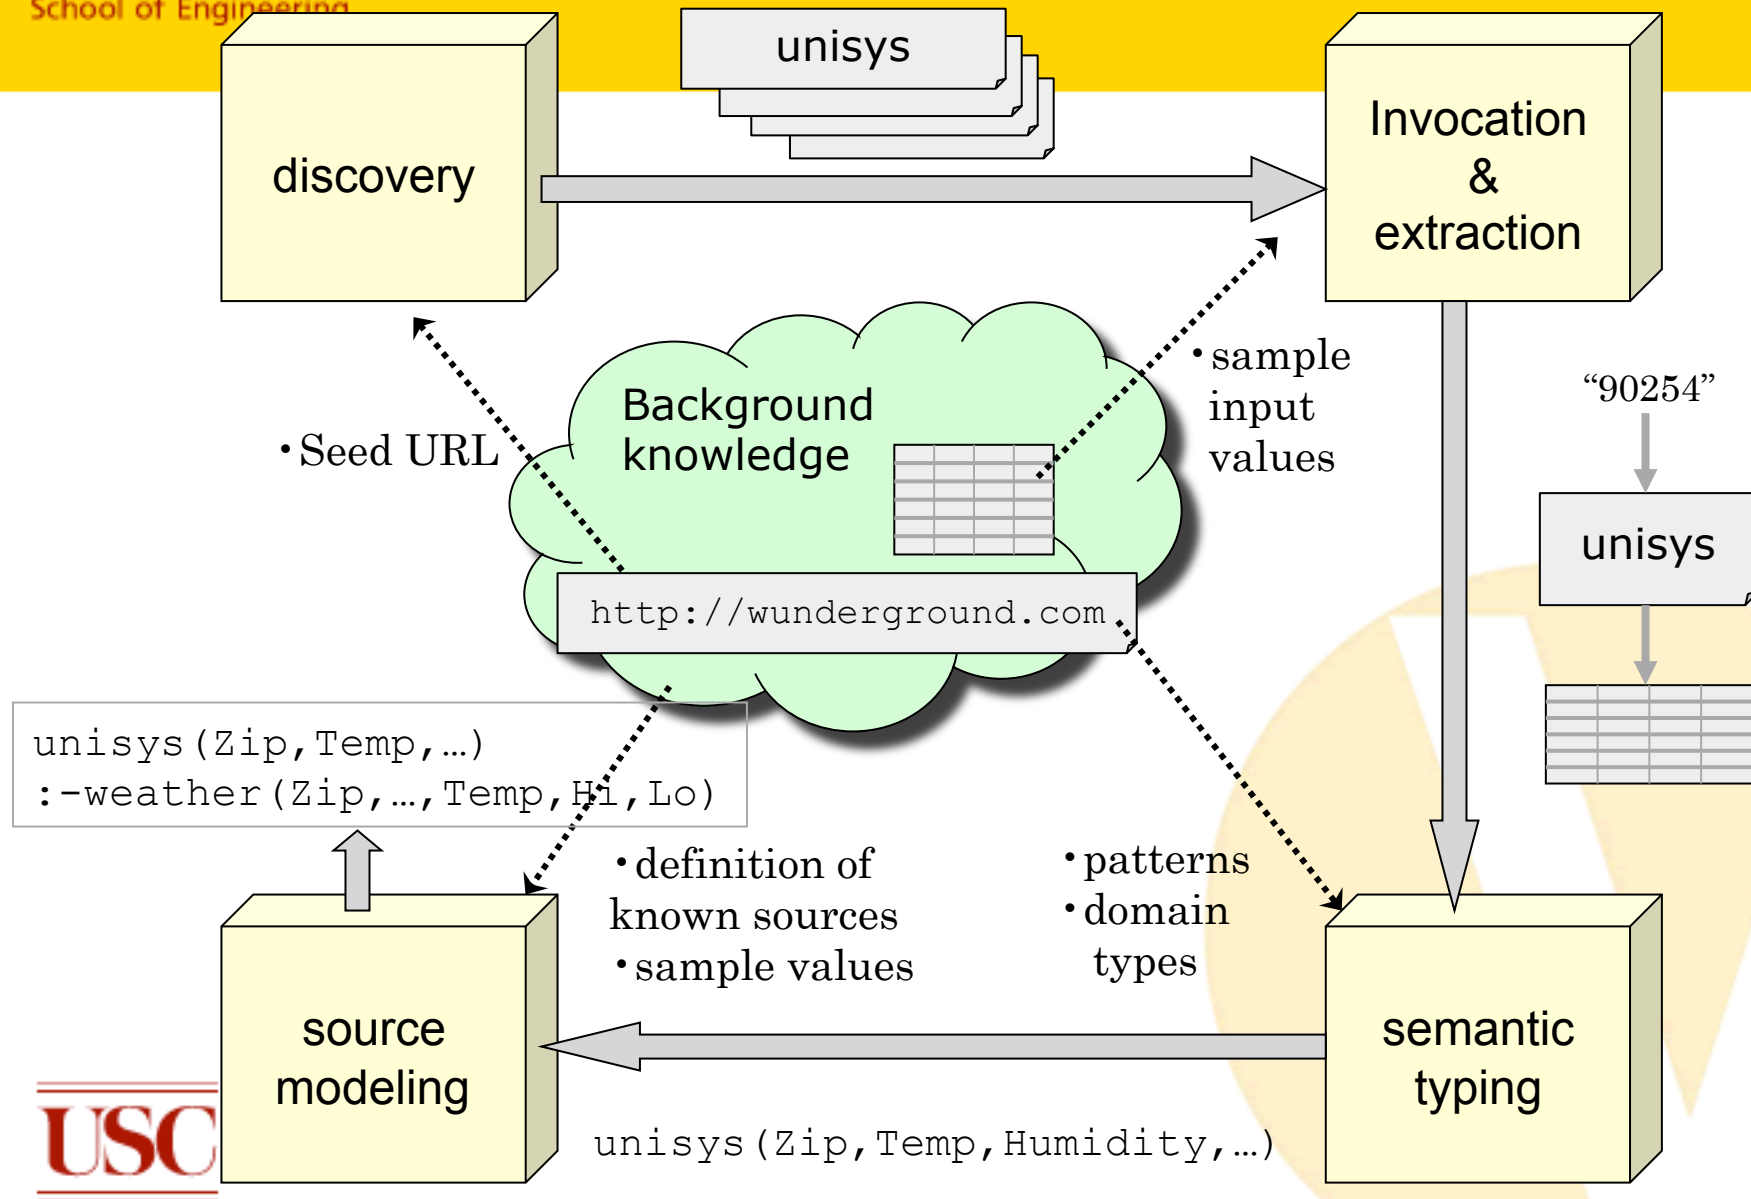 School of Engineering
unisys
discovery
Invocation
&
extraction
Background
knowledge
•sample
input
values
"90254"
•Seed URL
unisys
http://wunderground.com
unisys(Zip,Temp,…)
:-weather(Zip,…,Temp,Hi,Lo)
•definition of
known sources
•sample values
•patterns
•domain
types
source
modeling
semantic
typing
USC
unisys(Zip,Temp,Humidity,…)